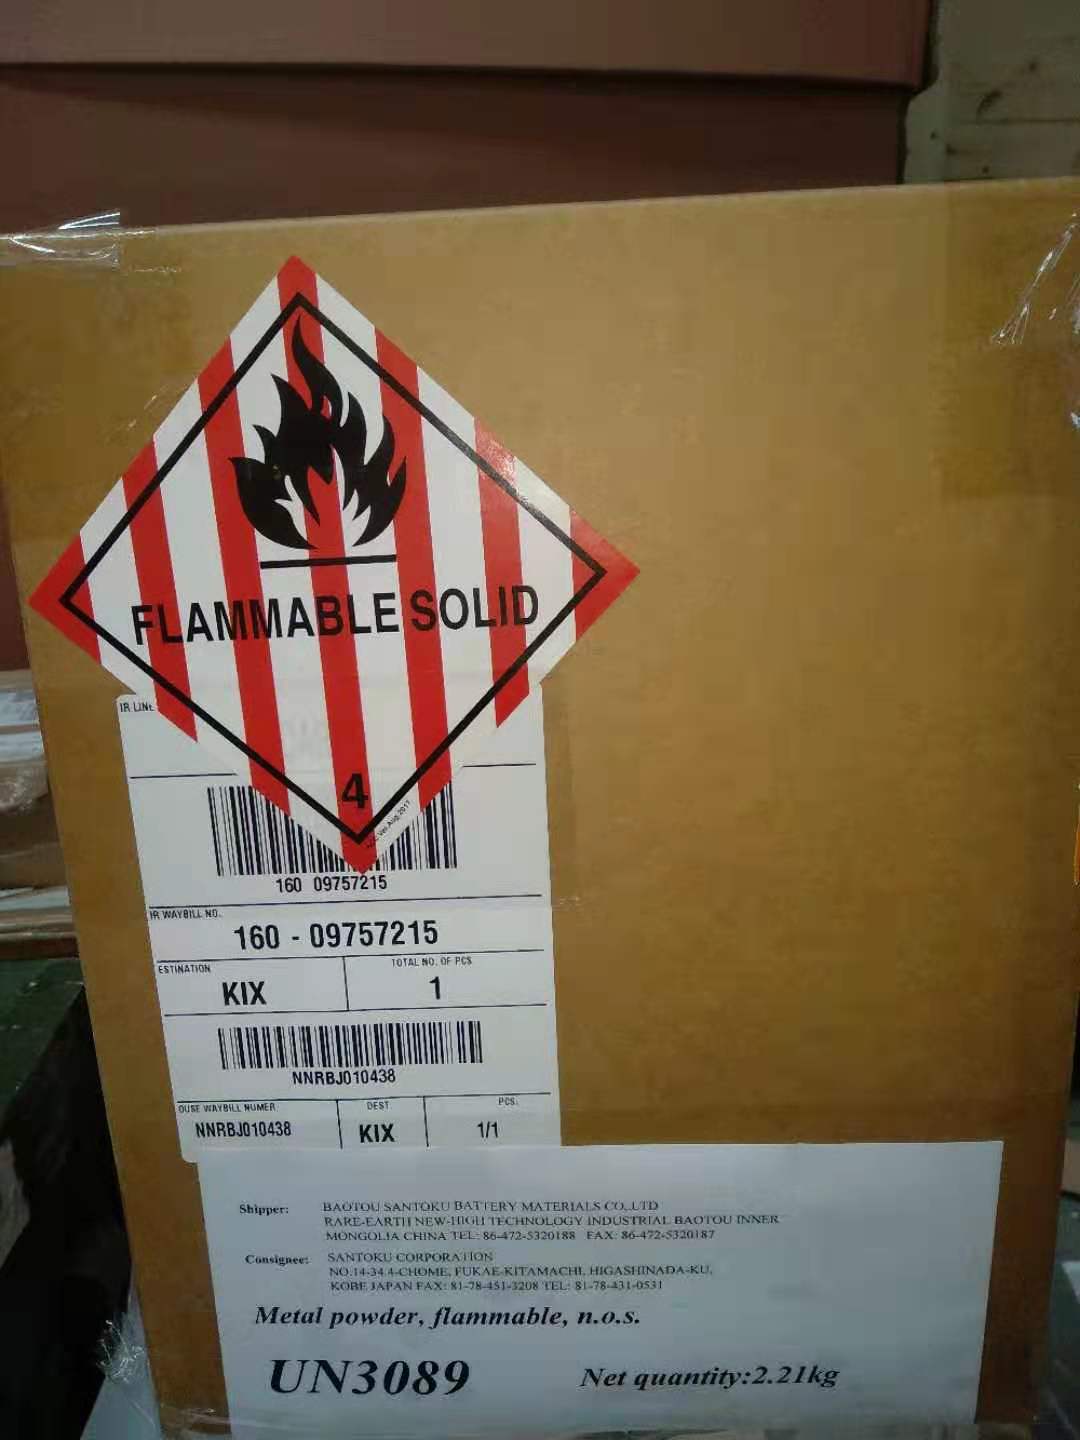 FLAMMABLE SOLID
4
IR LINE
160 09757215
IR WAYBILL NO.
160 - 09757215
ESTINATION
TOTAL NO. OF PCS
KIX
1
NNRBJ010438
OUSE WAYBILL NUMER
DEST.
PCS.
NNRBJ010438
KIX
1/1
Shipper: BAOTOU SANTOKU BATTERY MATERIALS CO.,LTD
RARE-EARTH NEW-HIGH TECHNOLOGY INDUSTRIAL BAOTOU INNER
MONGOLIA CHINA TEL: 86-472-5320188 FAX: 86-472-5320187
Consignee: SANTOKU CORPORATION
NO.14-34.4-CHOME, FUKAE-KITAMACHI, HIGASHINADA-KU,
KOBE JAPAN FAX: 81-78-451-3208 TEL: 81-78-431-0531
Metal powder, flammable, n.o.s.
UN3089 Net quantity:2.21kg